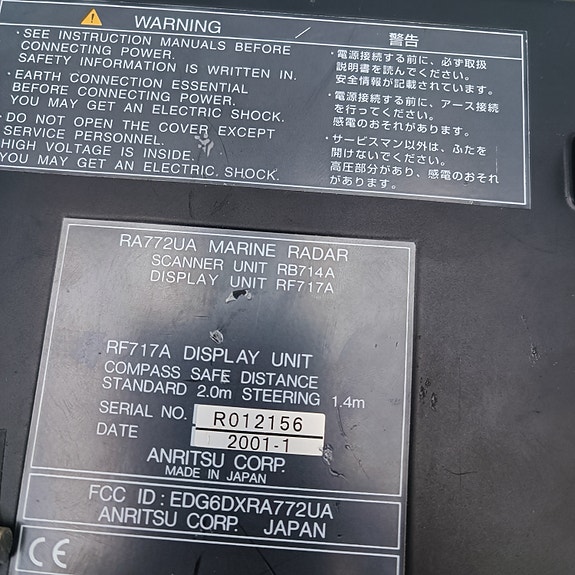 WARNING
· SEE INSTRUCTION MANUALS BEFORE
CONNECTING POWER.
SAFETY INFORMATION IS WRITTEN IN.
· EARTH CONNECTION ESSENTIAL
BEFORE CONNECTING POWER.
YOU MAY GET AN ELECTRIC SHOCK.
· DO NOT OPEN THE COVER EXCEPT
SERVICE PERSONNEL.
HIGH VOLTAGE IS INSIDE.
YOU MAY GET AN ELECTRIC. SHOCK.
／
警告
・電源接続する前に、必ず取扱
説明書を読んでください。
安全情報が記載されています。
・電源接続する前に、アース接続
を行ってください。
感電のおそれがあります。
・サービスマン以外は、ふたを
開けないでください。
高圧部分があり、感電のおそれ
があります。
RA772UA MARINE RADAR
SCANNER UNIT RB714A
DISPLAY UNIT RF717A
RF717A DISPLAY UNIT
COMPASS SAFE DISTANCE
STANDARD 2.0m STEERING 1.4m
SERIAL NO. R012156
DATE 2001-1
ANRITSU CORP.
MADE IN JAPAN
FCC ID : EDG6DXRA772UA
ANRITSU CORP. JAPAN
CE